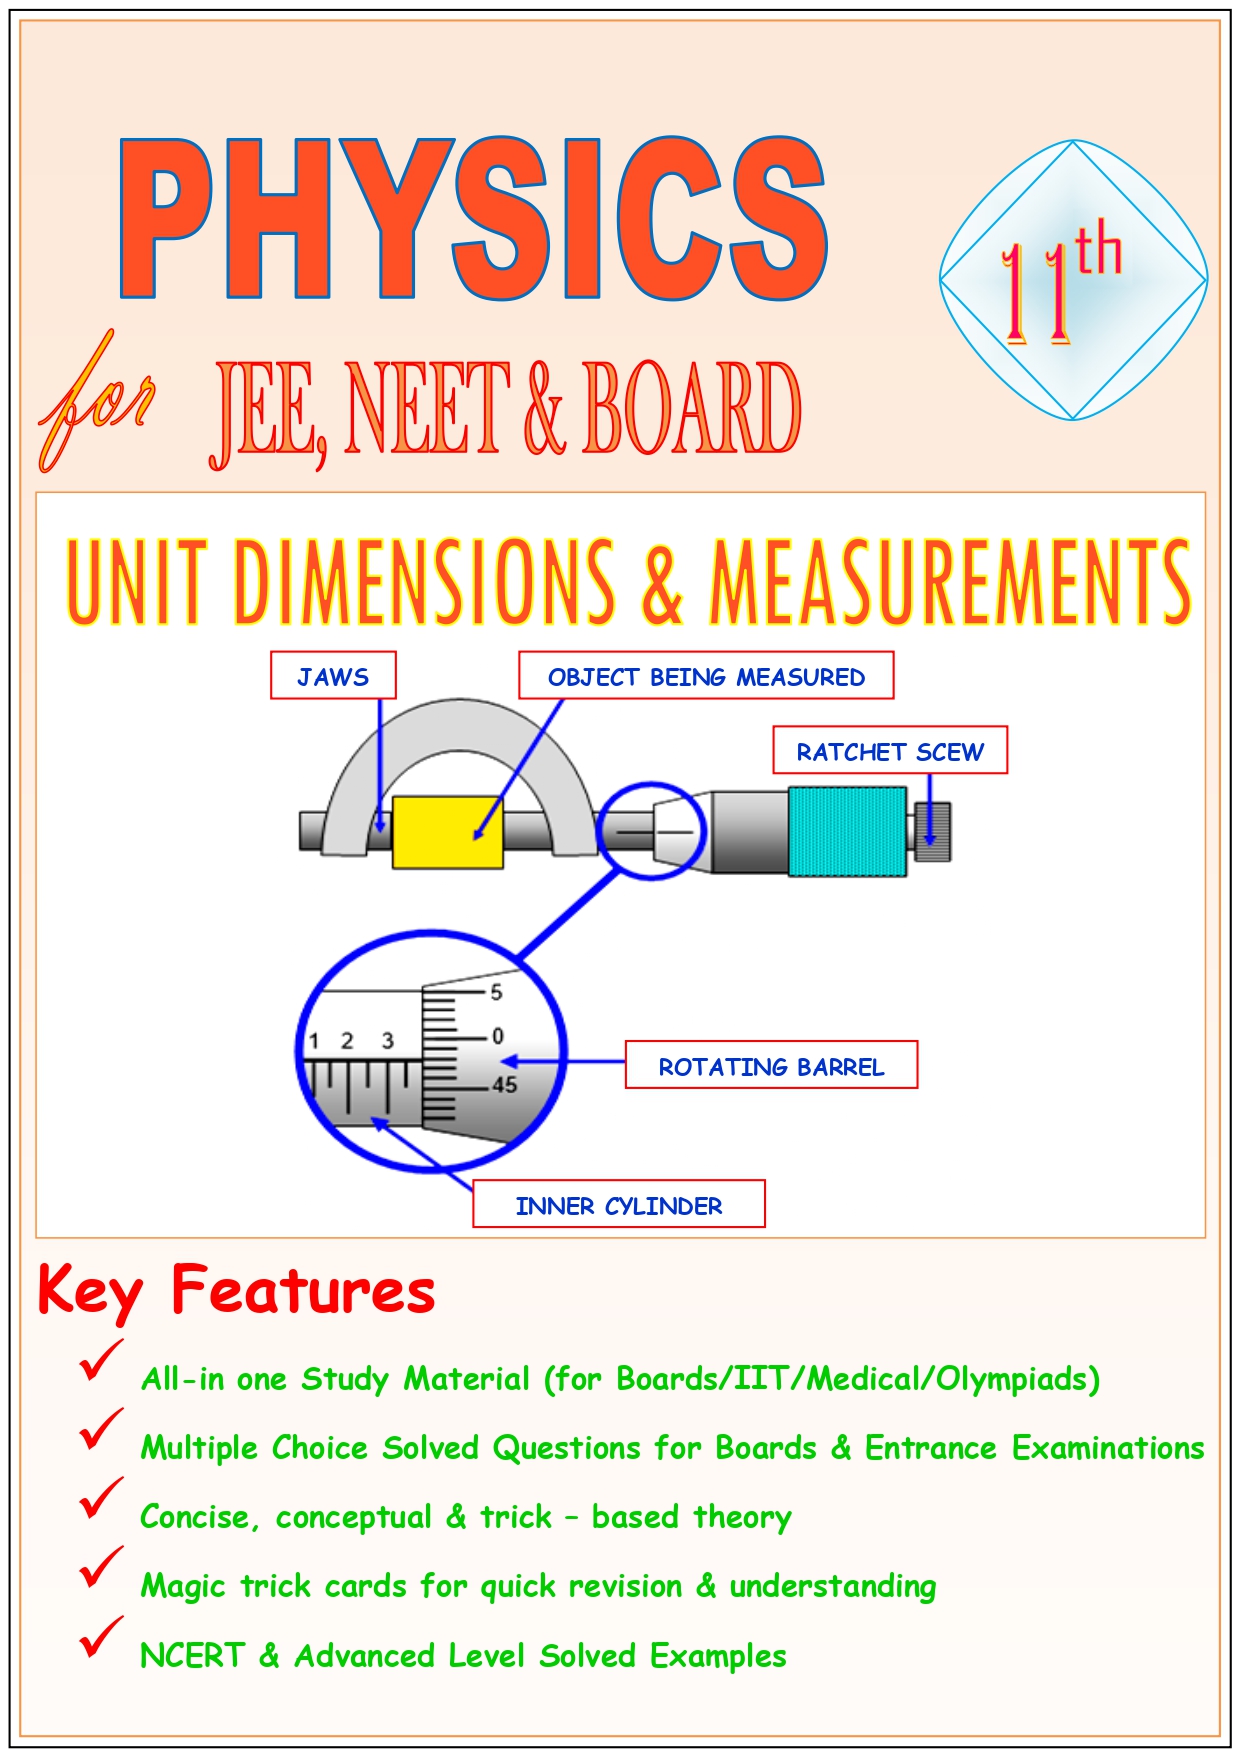 PHYSICS
11th
for JEE, NEET & BOARD
UNIT DIMENSIONS & MEASUREMENTS
JAWS
OBJECT BEING MEASURED
RATCHET SCEW
5
0
1 2 3
45
ROTATING BARREL
INNER CYLINDER
Key Features
All-in one Study Material (for Boards/IIT/Medical/Olympiads)
Multiple Choice Solved Questions for Boards & Entrance Examinations
Concise, conceptual & trick – based theory
Magic trick cards for quick revision & understanding
NCERT & Advanced Level Solved Examples